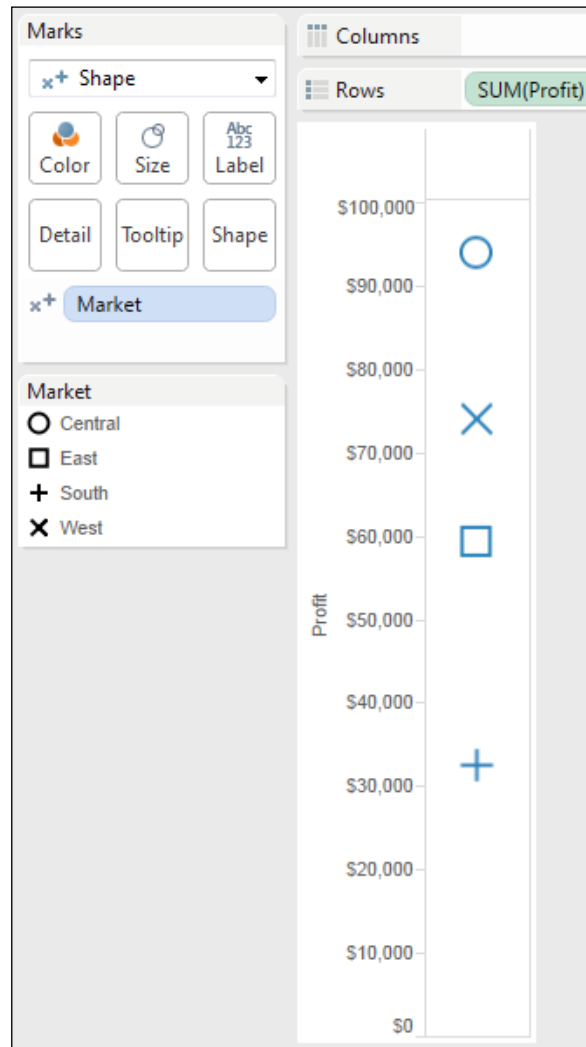 Marks
Shape
Color
Size
Abc
123
Label
Detail
Tooltip
Shape
Market
Market
Central
East
South
West
Columns
Rows
SUM(Profit)
$100,000
$90,000
$80,000
$70,000
$60,000
$50,000
$40,000
$30,000
$20,000
$10,000
$0
Profit